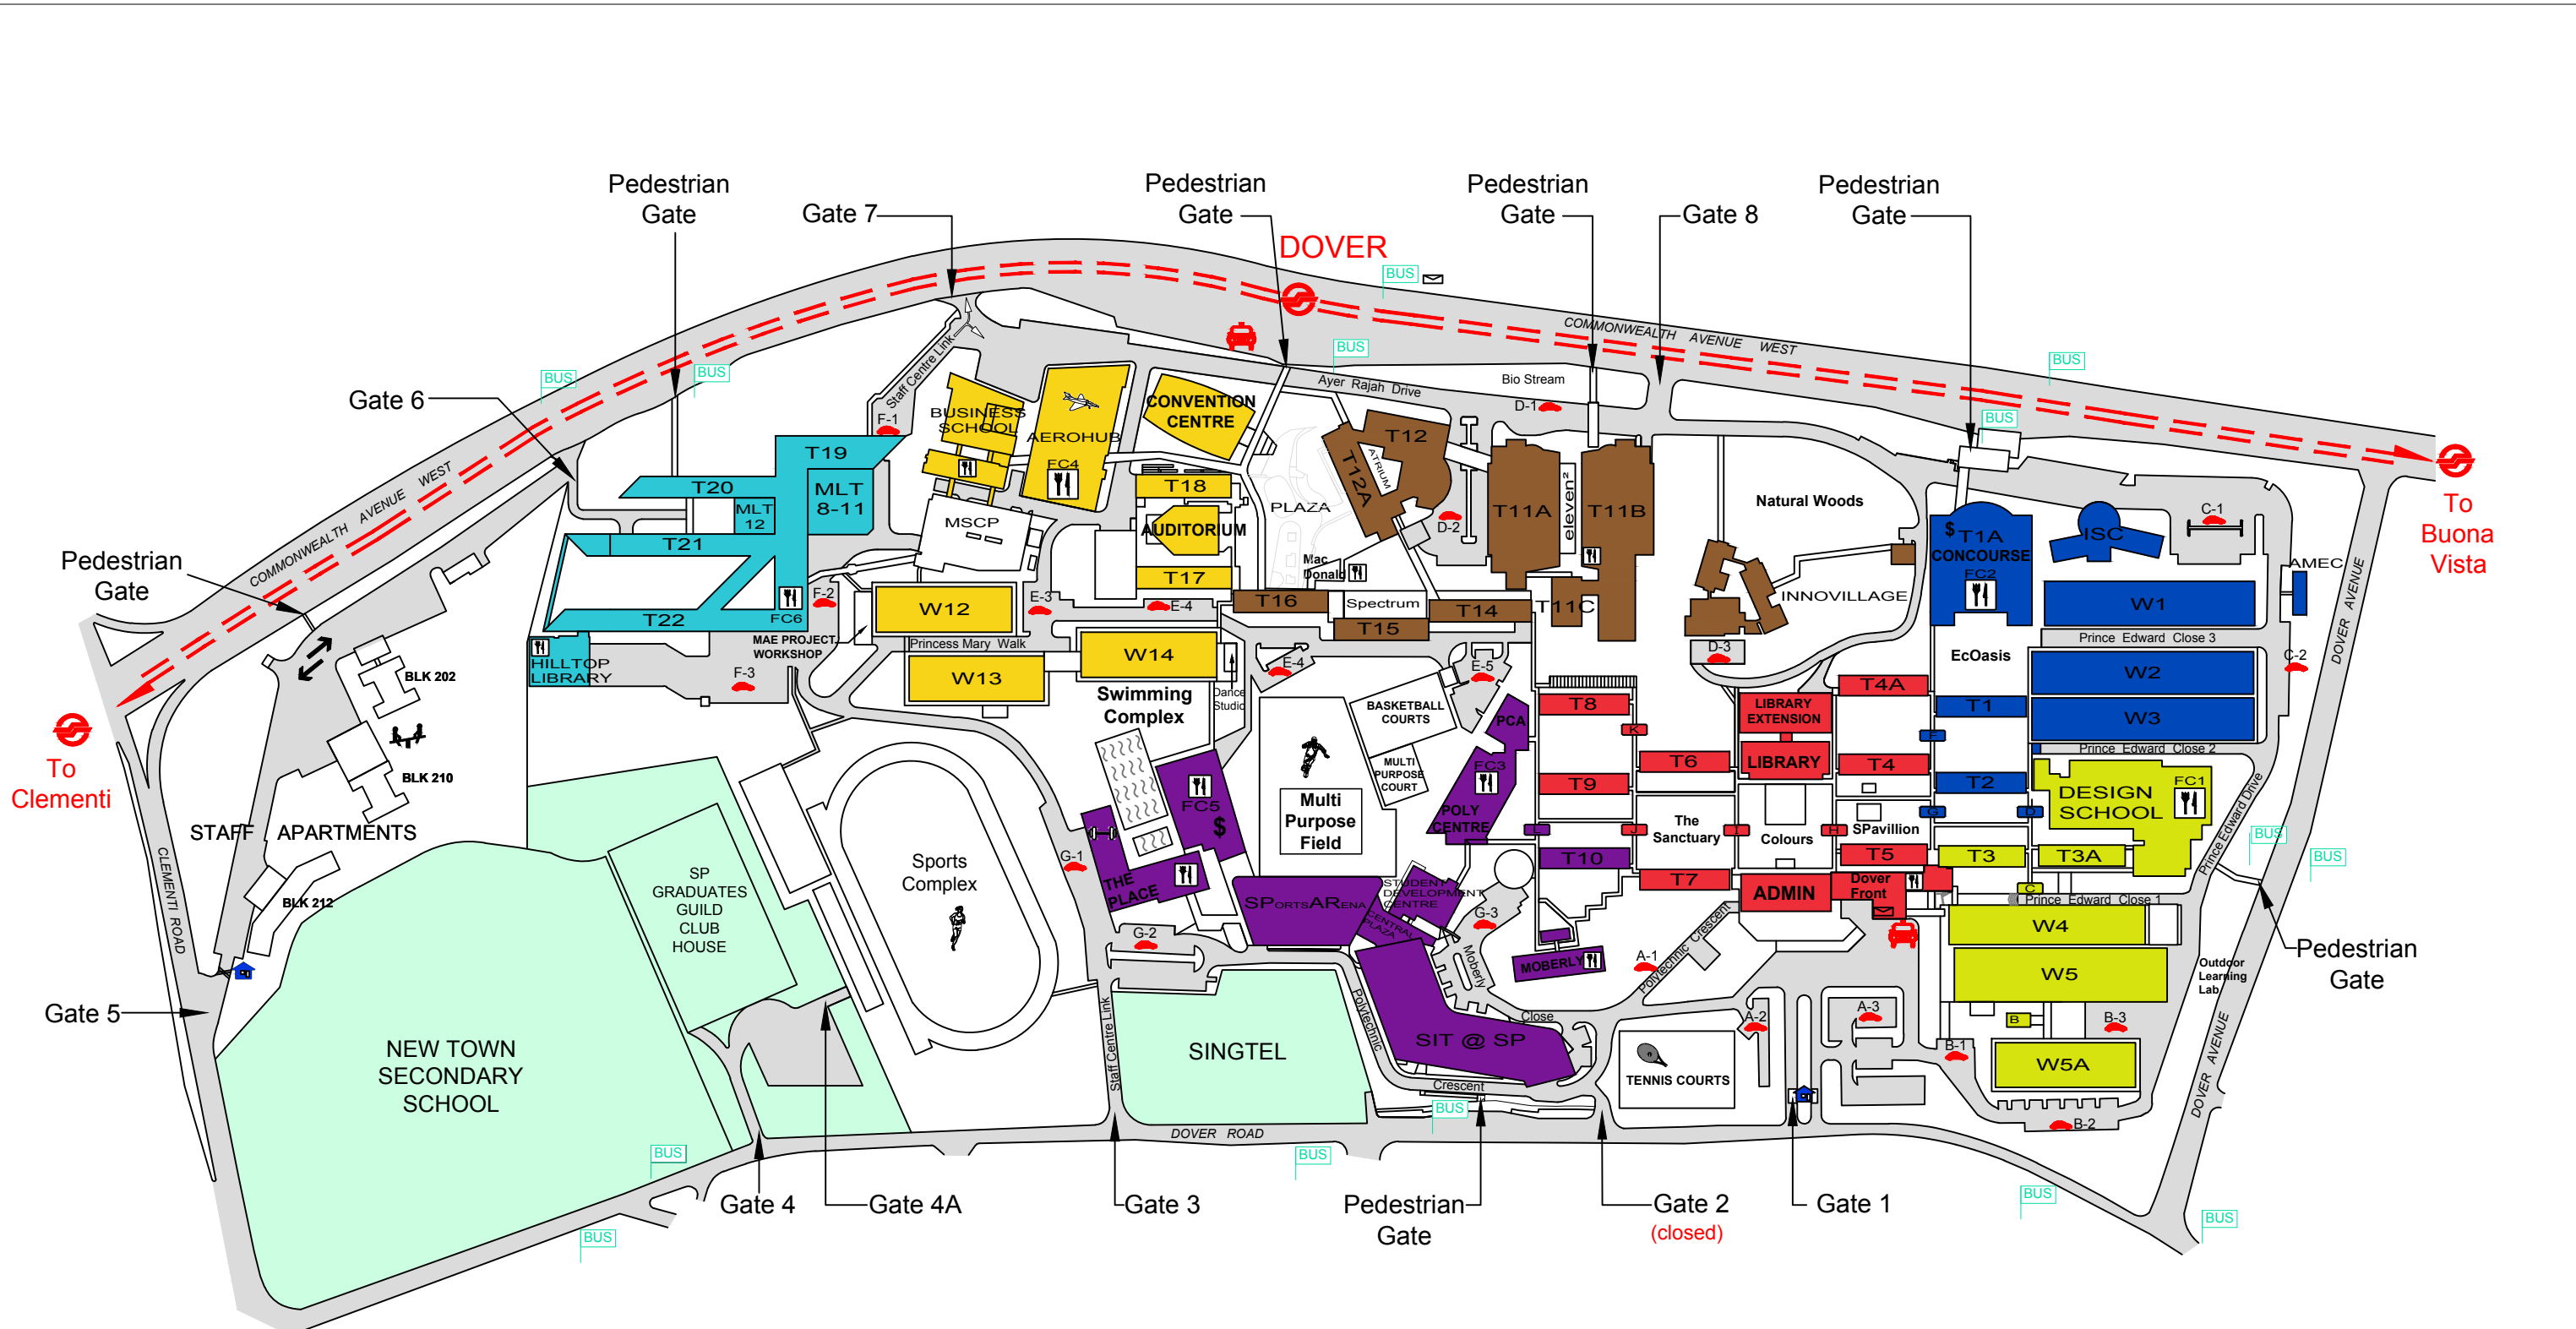 Pedestrian
Gate
Gate 7
Pedestrian
Gate
DOVER
BUS
Pedestrian
Gate
Gate 8
Pedestrian
Gate
COMMONWEALTH AVENUE WEST
BUS
BUS
BUS
BUS
BUS
Gate 6
Staff Centre Link
F-1
BUSINESS
SCHOOL
AEROHUB
FC4
CONVENTION
CENTRE
Ayer Rajah Drive
Bio Stream
D-1
T12
T12A
ATRIUM
D-2
T11A
eleven²
T11B
T11C
Natural Woods
INNOVILLAGE
D-3
$
T1A
CONCOURSE
FC2
ISC
C-1
AMEC
To
Buona
Vista
DOVER AVENUE
COMMONWEALTH AVENUE WEST
Pedestrian
Gate
T19
T20
MLT
8-11
MLT
12
T21
T22
FC6
F-2
MSCP
T18
AUDITORIUM
T17
PLAZA
Mac
Donald
T16
Spectrum
T14
T15
W12
E-3
E-4
MAE PROJECT
WORKSHOP
Princess Mary Walk
HILLTOP
LIBRARY
F-3
W13
W14
Swimming
Complex
Dance
Studio
E-4
E-5
W1
Prince Edward Close 3
EcOasis
W2
C-2
W3
Prince Edward Close 2
T1
F
T2
G
D
T3
T3A
C
DESIGN
SCHOOL
FC1
Prince Edward Drive
BUS
BUS
Prince Edward Close 1
W4
W5
Outdoor
Learning
Lab
B
B-3
B-1
W5A
B-2
BLK 202
BLK 210
STAFF APARTMENTS
BLK 212
To
Clementi
CLEMENTI ROAD
Gate 5
BASKETBALL
COURTS
MULTI
PURPOSE
COURT
Multi
Purpose
Field
PCA
FC3
POLY
CENTRE
L
T8
K
T9
J
T10
T6
The
Sanctuary
T7
I
LIBRARY
EXTENSION
LIBRARY
Colours
H
ADMIN
T4A
T4
SPavillion
T5
Dover
Front
FC5
$
THE
PLACE
G-1
G-2
SPORTSARENA
STUDENT
DEVELOPMENT
CENTRE
CENTRAL
PLAZA
G-3
Moberly
MOBERLY
A-1
Polytechnic Crescent
Close
SIT @ SP
Polytechnic
Crescent
TENNIS COURTS
A-2
A-3
Sports
Complex
SP
GRADUATES
GUILD
CLUB
HOUSE
NEW TOWN
SECONDARY
SCHOOL
SINGTEL
Staff Centre Link
DOVER ROAD
DOVER AVENUE
Pedestrian
Gate
BUS
BUS
BUS
BUS
BUS
BUS
Gate 4
Gate 4A
Gate 3
Pedestrian
Gate
Gate 2
(closed)
Gate 1